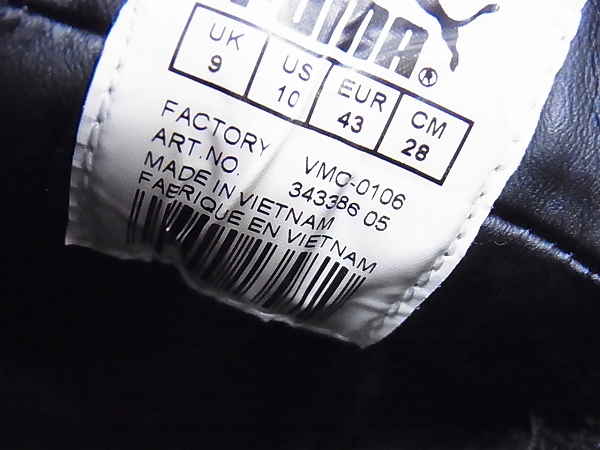 PUMA®
UK US EUR CM
9 10 43 28
FACTORY VMO-0106
ART.NO. 343386 05
MADE IN VIETNAM
FABRIQUE EN VIETNAM